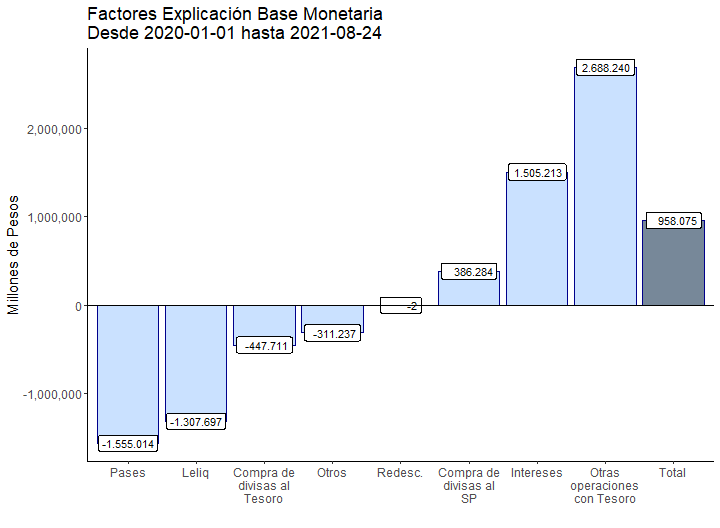 Factores Explicación Base Monetaria
Desde 2020-01-01 hasta 2021-08-24
Millones de Pesos
2,000,000
1,000,000
0
-1,000,000
-1.555.014
-1.307.697
-447.711
-311.237
-2
386.284
1.505.213
2.688.240
958.075
Pases
Leliq
Compra de
divisas al
Tesoro
Otros
Redesc.
Compra de
divisas al
SP
Intereses
Otras
operaciones
con Tesoro
Total